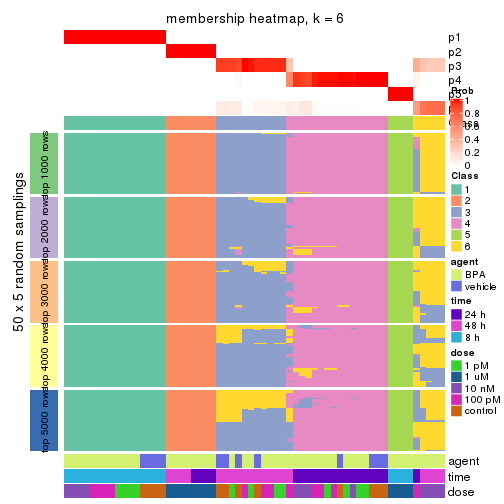 membership heatmap, k = 6
p1
p2
p3
p4
p5
Prob
1
0.8
0.6
0.4
0.2
0
Class
1
2
3
4
5
6
agent
BPA
vehicle
time
24 h
48 h
8 h
dose
1 pM
1 uM
10 nM
100 pM
control
50 x 5 random samplings
top 1000 rows
top 2000 rows
top 3000 rows
top 4000 rows
top 5000 rows
agent
time
dose